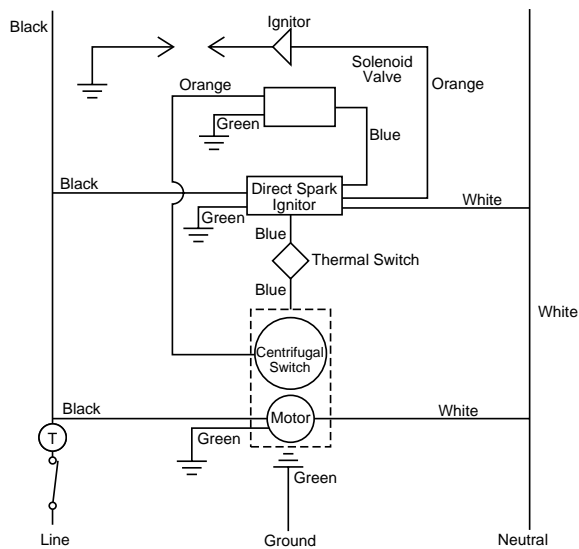 Black
Ignitor
Solenoid
Valve
Orange
Orange
Green
Blue
Black
Direct Spark
Ignitor
White
Green
Blue
Thermal Switch
Blue
White
Centrifugal
Switch
Black
Motor
White
Green
T
Green
Line
Ground
Neutral